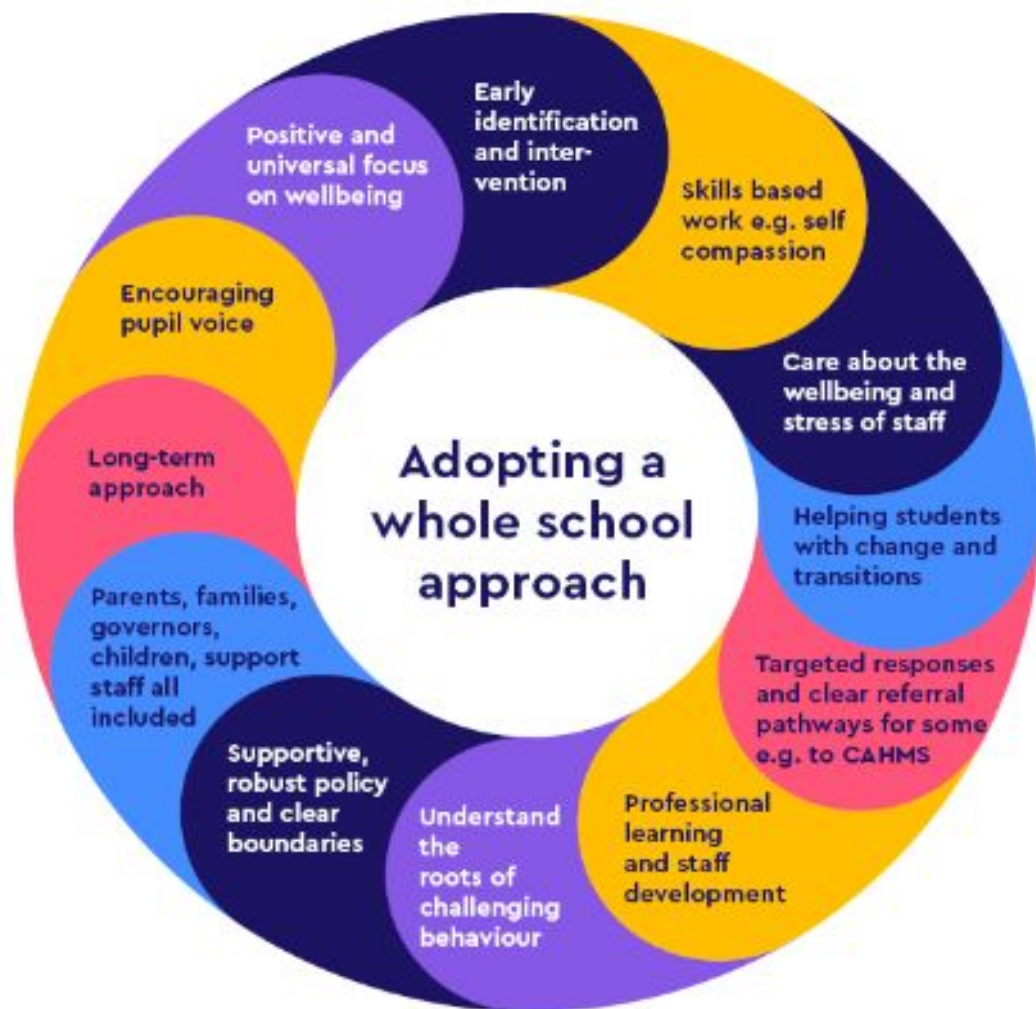 Adopting a
whole school
approach
Early
identification
and inter-
vention
Skills based
work e.g. self
compassion
Care about the
wellbeing and
stress of staff
Helping students
with change and
transitions
Targeted responses
and clear referral
pathways for some
e.g. to CAHMS
Professional
learning
and staff
development
Understand
the
roots of
challenging
behaviour
Supportive,
robust policy
and clear
boundaries
Parents, families,
governors,
children, support
staff all
included
Long-term
approach
Encouraging
pupil voice
Positive and
universal focus
on wellbeing